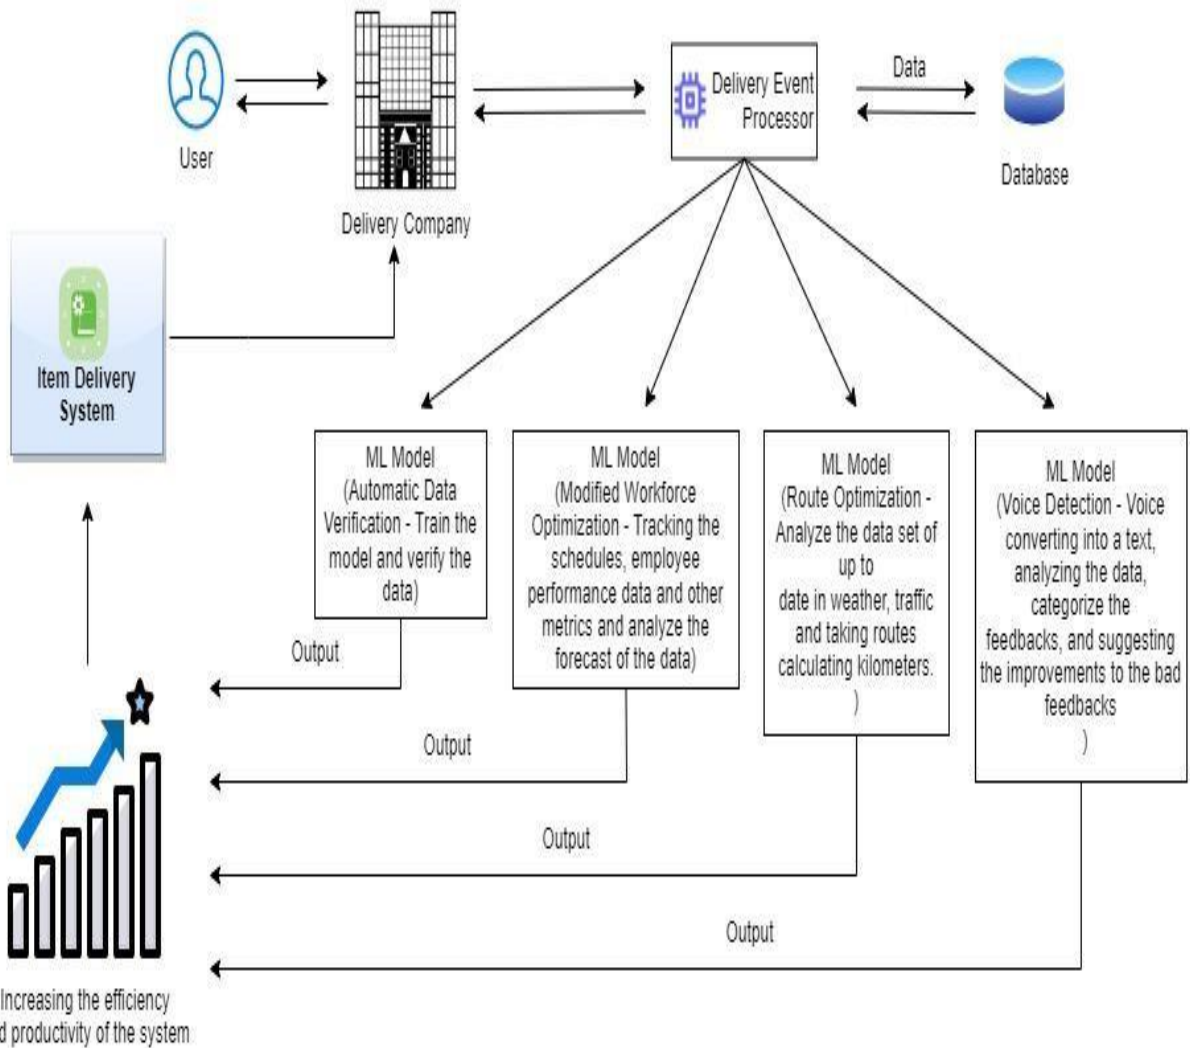 User
Delivery Company
Delivery Event
Processor
Data
Database
Item Delivery
System
ML Model
(Automatic Data
Verification - Train the
model and verify the
data)
ML Model
(Modified Workforce
Optimization - Tracking the
schedules, employee
performance data and other
metrics and analyze the
forecast of the data)
ML Model
(Route Optimization -
Analyze the data set of
up to
date in weather, traffic
and taking routes
calculating kilometers.
)
ML Model
(Voice Detection - Voice
converting into a text,
analyzing the data,
categorize the
feedbacks, and suggesting
the improvements to the bad
feedbacks
)
Output
Output
Output
Output
Increasing the efficiency
productivity of the system